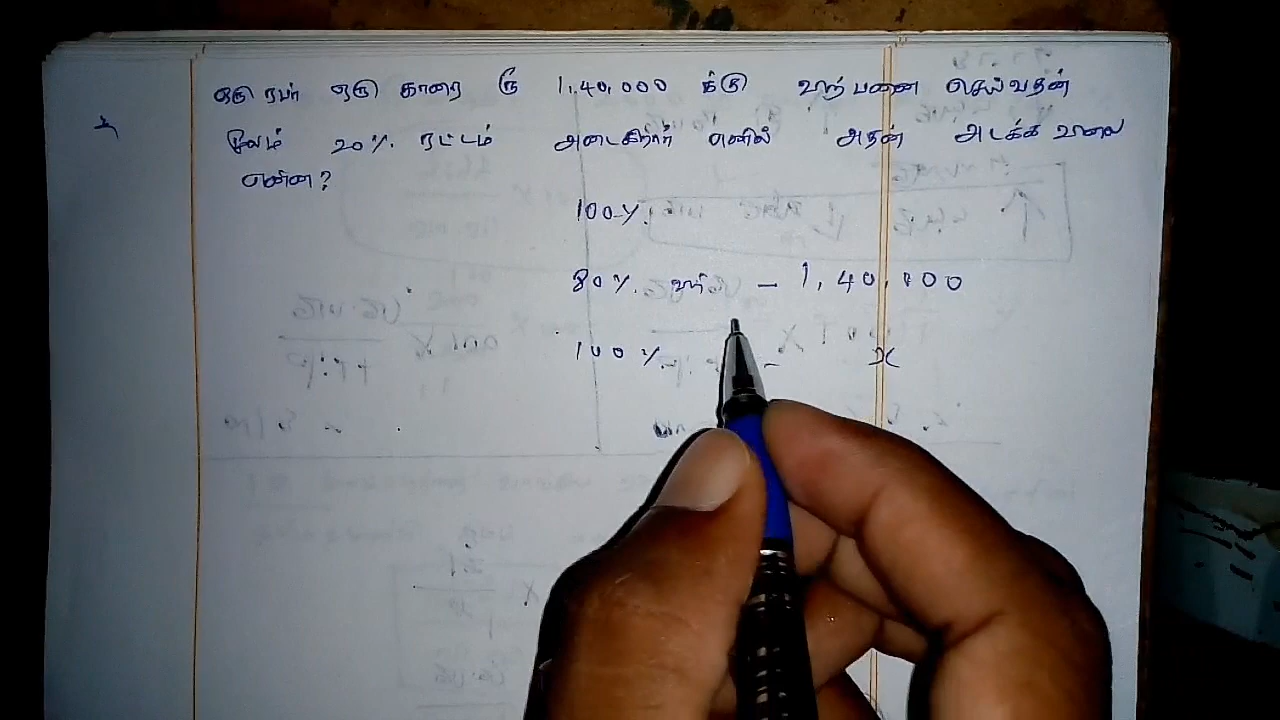 ஒரு நபர் ஒரு காரை ரூ 1,40,000 க்கு விற்பனை செய்வதன்
மூலம் 20% நட்டம் அடைகிறார் எனில் அதன் அடக்க விலை
என்ன?
100%
80% வி - 1,40,000
100% - x